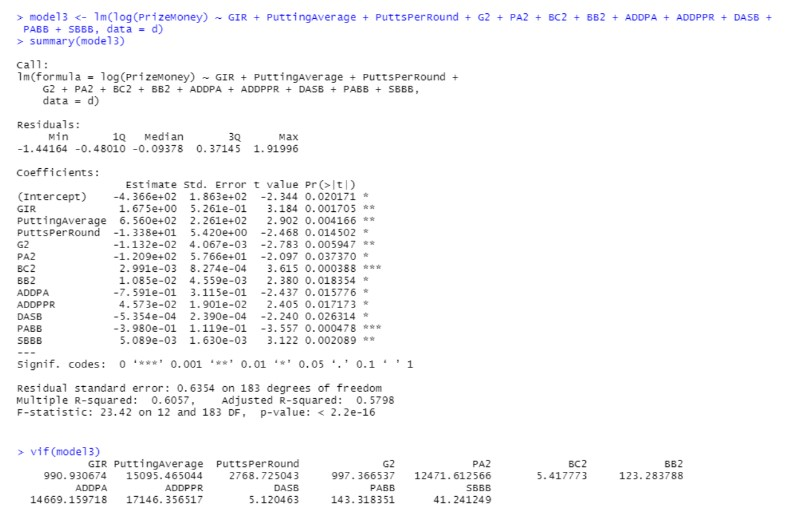 > model3 <- lm(log(PrizeMoney) ~ GIR + PuttingAverage + PuttsPerRound + G2 + PA2 + BC2 + BB2 + ADDPA + ADDPPR + DASB +
PABB + SBBB, data = d)
> summary(model3)
Call:
lm(formula = log(PrizeMoney) ~ GIR + PuttingAverage + PuttsPerRound +
G2 + PA2 + BC2 + BB2 + ADDPA + ADDPPR + DASB + PABB + SBBB,
data = d)
Residuals:
Min 1Q Median 3Q Max
-1.44164 -0.48010 -0.09378 0.37145 1.91996
Coefficients:
Estimate Std. Error t value Pr(>|t|)
(Intercept) -4.366e+02 1.863e+02 -2.344 0.020171 *
GIR 1.675e+00 5.261e-01 3.184 0.001705 **
PuttingAverage 6.560e+02 2.261e+02 2.902 0.004166 **
PuttsPerRound -1.338e+01 5.420e+00 -2.468 0.014502 *
G2 -1.132e-02 4.067e-03 -2.783 0.005947 **
PA2 -1.209e+02 5.766e+01 -2.097 0.037370 *
BC2 2.991e-03 8.274e-04 3.615 0.000388 ***
BB2 1.085e-02 4.559e-03 2.380 0.018354 *
ADDPA -7.591e-01 3.115e-01 -2.437 0.015776 *
ADDPPR 4.573e-02 1.901e-02 2.405 0.017173 *
DASB -5.354e-04 2.390e-04 -2.240 0.026314 *
PABB -3.980e-01 1.119e-01 -3.557 0.000478 ***
SBBB 5.089e-03 1.630e-03 3.122 0.002089 **
---
Signif. codes: 0 ‘***’ 0.001 ‘**’ 0.01 ‘*’ 0.05 ‘.’ 0.1 ‘ ’ 1
Residual standard error: 0.6354 on 183 degrees of freedom
Multiple R-squared: 0.6057, Adjusted R-squared: 0.5798
F-statistic: 23.42 on 12 and 183 DF, p-value: < 2.2e-16
> vif(model3)
GIR PuttingAverage PuttsPerRound G2 PA2 BC2 BB2
990.930674 15095.465044 2768.725043 997.366537 12471.612566 5.417773 123.283788
ADDPA ADDPPR DASB PABB SBBB
14669.159718 17146.356517 5.120463 143.318351 41.241249